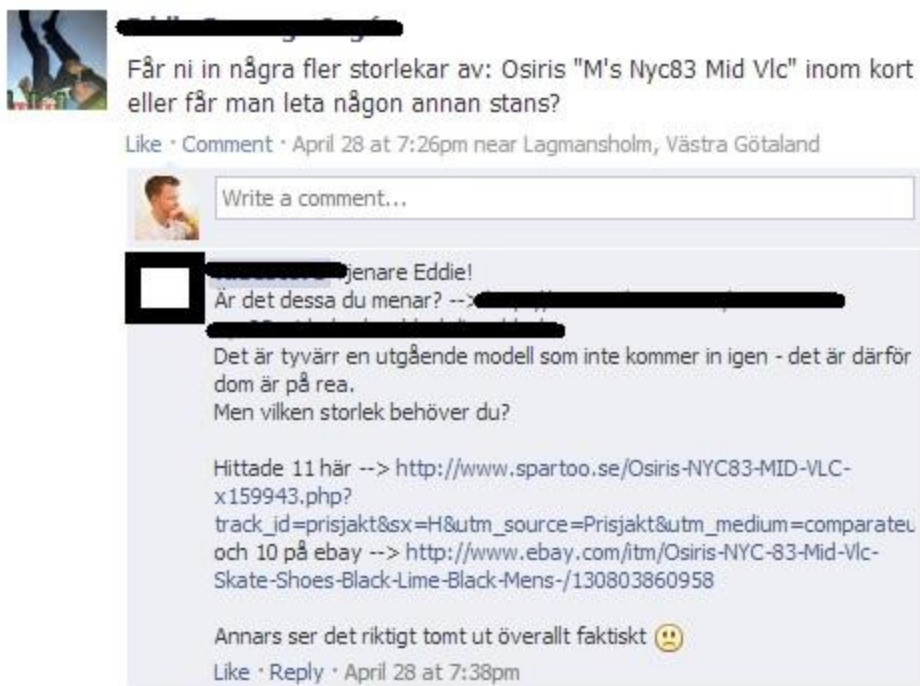 Får ni in några fler storlekar av: Osiris "M's Nyc83 Mid Vlc" inom kort
eller får man leta någon annan stans?
Like · Comment · April 28 at 7:26pm near Lagmansholm, Västra Götaland
Write a comment...
jenare Eddie!
Är det dessa du menar? -->
Det är tyvärr en utgående modell som inte kommer in igen - det är därför
dom är på rea.
Men vilken storlek behöver du?
Hittade 11 här --> http://www.spartoo.se/Osiris-NYC83-MID-VLC-
x159943.php?
track_id=prisjakt&sx=H&utm_source=Prisjakt&utm_medium=comparateu
och 10 på ebay --> http://www.ebay.com/itm/Osiris-NYC-83-Mid-Vlc-
Skate-Shoes-Black-Lime-Black-Mens-/130803860958
Annars ser det riktigt tomt ut överallt faktiskt
Like · Reply · April 28 at 7:38pm